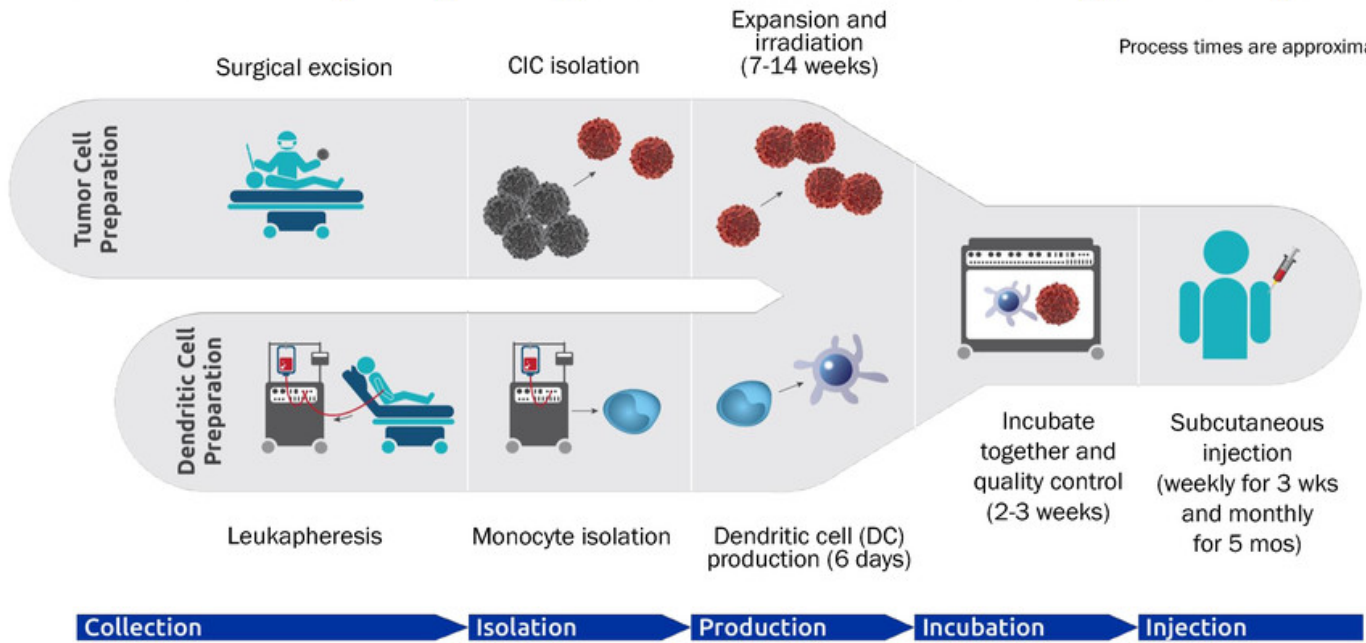 Expansion and
irradiation
(7-14 weeks)
Process times are
Surgical excision
CIC isolation
Tumor Cell
Preparation
Dendritic Cell
Preparation
Leukapheresis
Monocyte isolation
Dendritic cell (DC)
production (6 days)
Incubate
together and
quality control
(2-3 weeks)
Subcutaneous
injection
(weekly for 3 wks
and monthly
for 5 mos)
Collection
Isolation
Production
Incubation
Injection